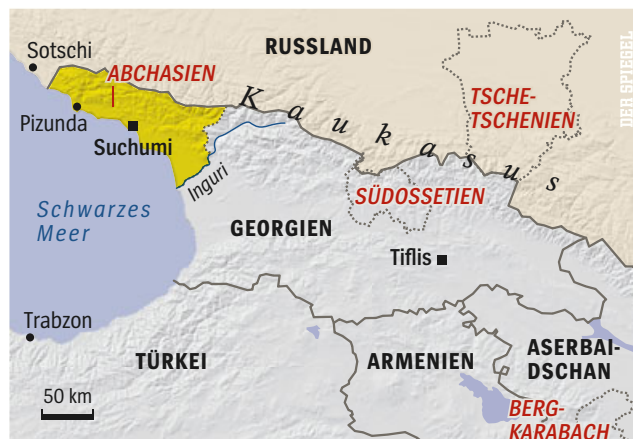 Sotschi
RUSSLAND
ABCHASIEN
Kaukasus
TSCHE-
TSCHENIEN
DER SPIEGEL
Pizunda
Suchumi
Inguri
SÜDOSSETIEN
Schwarzes
Meer
GEORGIEN
Tiflis
Trabzon
TÜRKEI
ARMENIEN
ASERBAI-
DSCHAN
50 km
BERG-
KARABACH